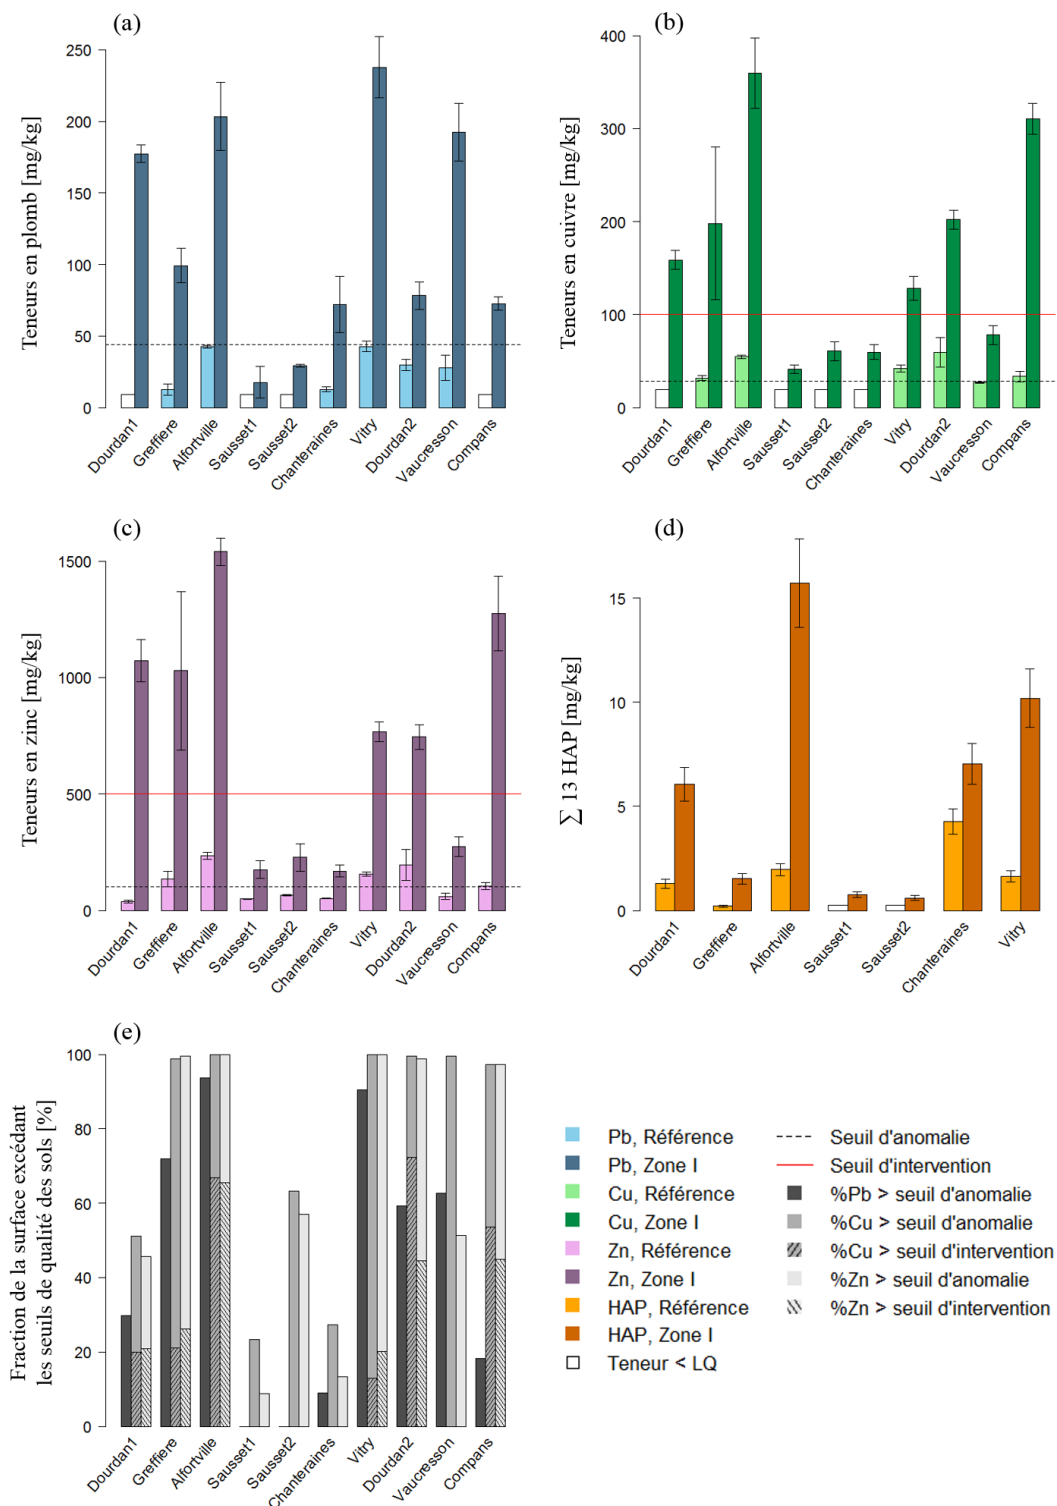 (a)
Teneurs en plomb [mg/kg]
250
200
150
100
50
0
Dourdan1
Greffiere
Alfortville
Sausset1
Sausset2
Chanteraines
Vitry
Dourdan2
Vaucresson
Compans
(b)
Teneurs en cuivre [mg/kg]
400
300
200
100
0
Dourdan1
Greffiere
Alfortville
Sausset1
Sausset2
Chanteraines
Vitry
Dourdan2
Vaucresson
Compans
(c)
Teneurs en zinc [mg/kg]
1500
1000
500
0
Dourdan1
Greffiere
Alfortville
Sausset1
Sausset2
Chanteraines
Vitry
Dourdan2
Vaucresson
Compans
(d)
∑ 13 HAP [mg/kg]
15
10
5
0
Dourdan1
Greffiere
Alfortville
Sausset1
Sausset2
Chanteraines
Vitry
(e)
Fraction de la surface excédant
les seuils de qualité des sols [%]
100
80
60
40
20
0
Dourdan1
Greffiere
Alfortville
Sausset1
Sausset2
Chanteraines
Vitry
Dourdan2
Vaucresson
Compans
Pb, Référence
Pb, Zone I
Cu, Référence
Cu, Zone I
Zn, Référence
Zn, Zone I
HAP, Référence
HAP, Zone I
Teneur < LQ
Seuil d'anomalie
Seuil d'intervention
%Pb > seuil d'anomalie
%Cu > seuil d'anomalie
%Cu > seuil d'intervention
%Zn > seuil d'anomalie
%Zn > seuil d'intervention